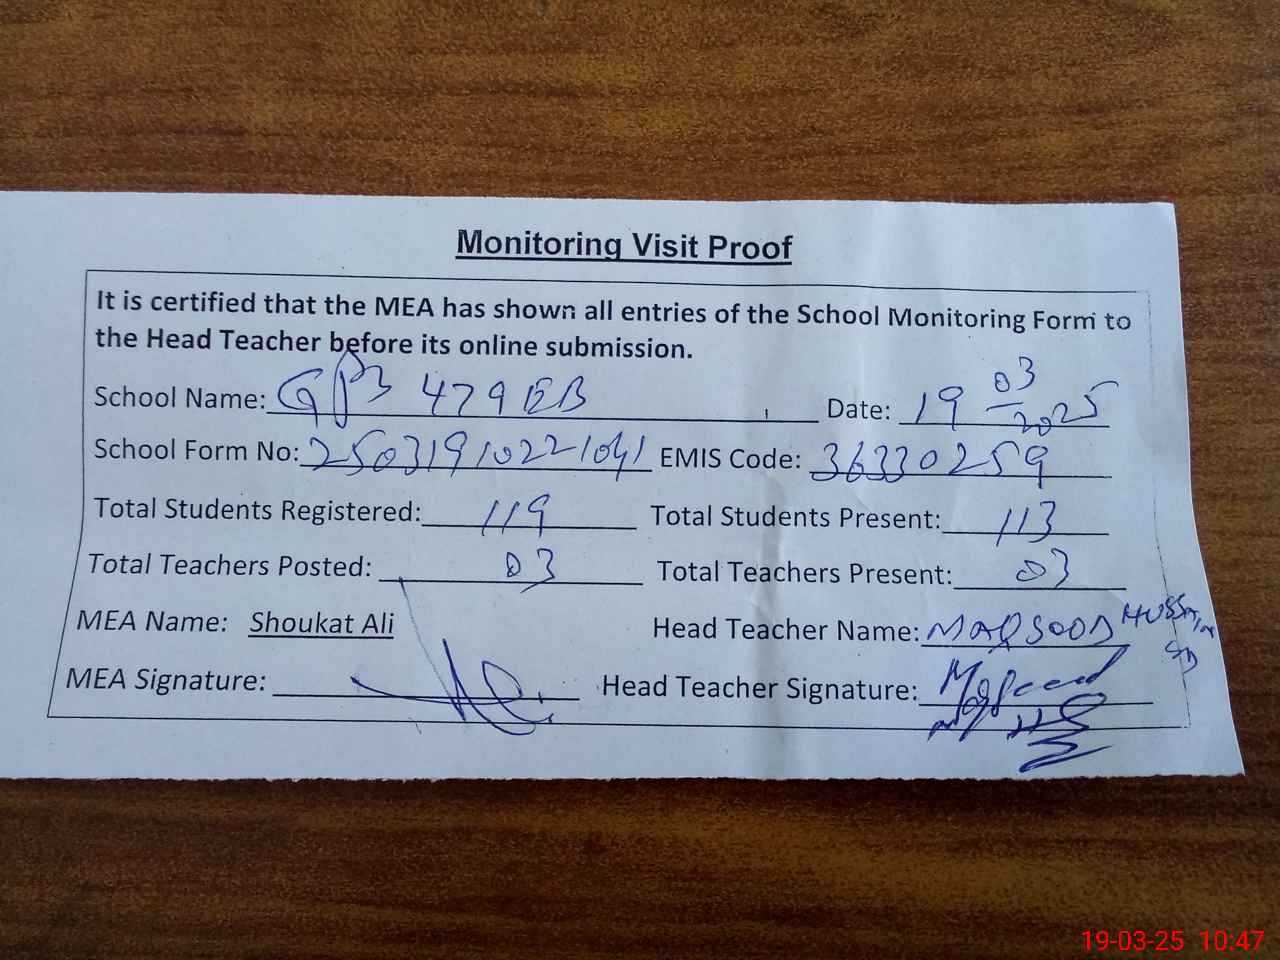 Monitoring Visit Proof
It is certified that the MEA has shown all entries of the School Monitoring Form to
the Head Teacher before its online submission.
School Name: GPS 479 EB Date: 19 03/2025
School Form No: 25031910221041 EMIS Code: 36330259
Total Students Registered: 119 Total Students Present: 113
Total Teachers Posted: 03 Total Teachers Present: 03
MEA Name: Shoukat Ali Head Teacher Name: MAQSOOD HUSSAIN
MEA Signature: Head Teacher Signature:
19-03-25 10:47